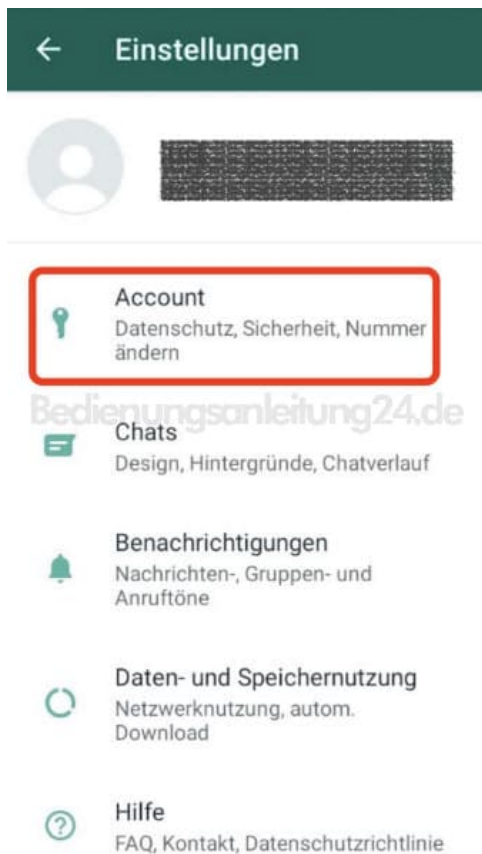 Einstellungen
Account
Datenschutz, Sicherheit, Nummer
ändern
Bedienungsanleitung24.de
Chats
Design, Hintergründe, Chatverlauf
Benachrichtigungen
Nachrichten-, Gruppen- und
Anruftöne
Daten- und Speichernutzung
Netzwerknutzung, autom.
Download
Hilfe
FAQ, Kontakt, Datenschutzrichtlinie